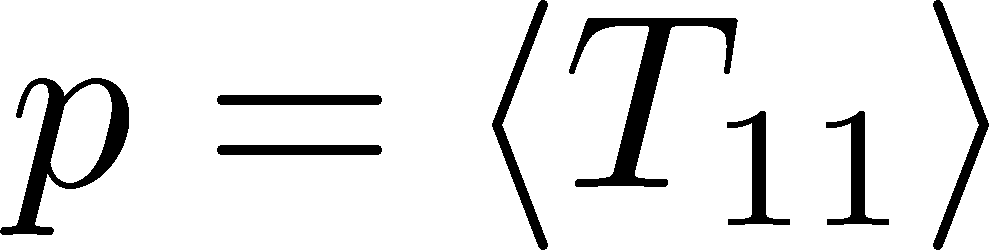 p = ⟨T₁₁⟩